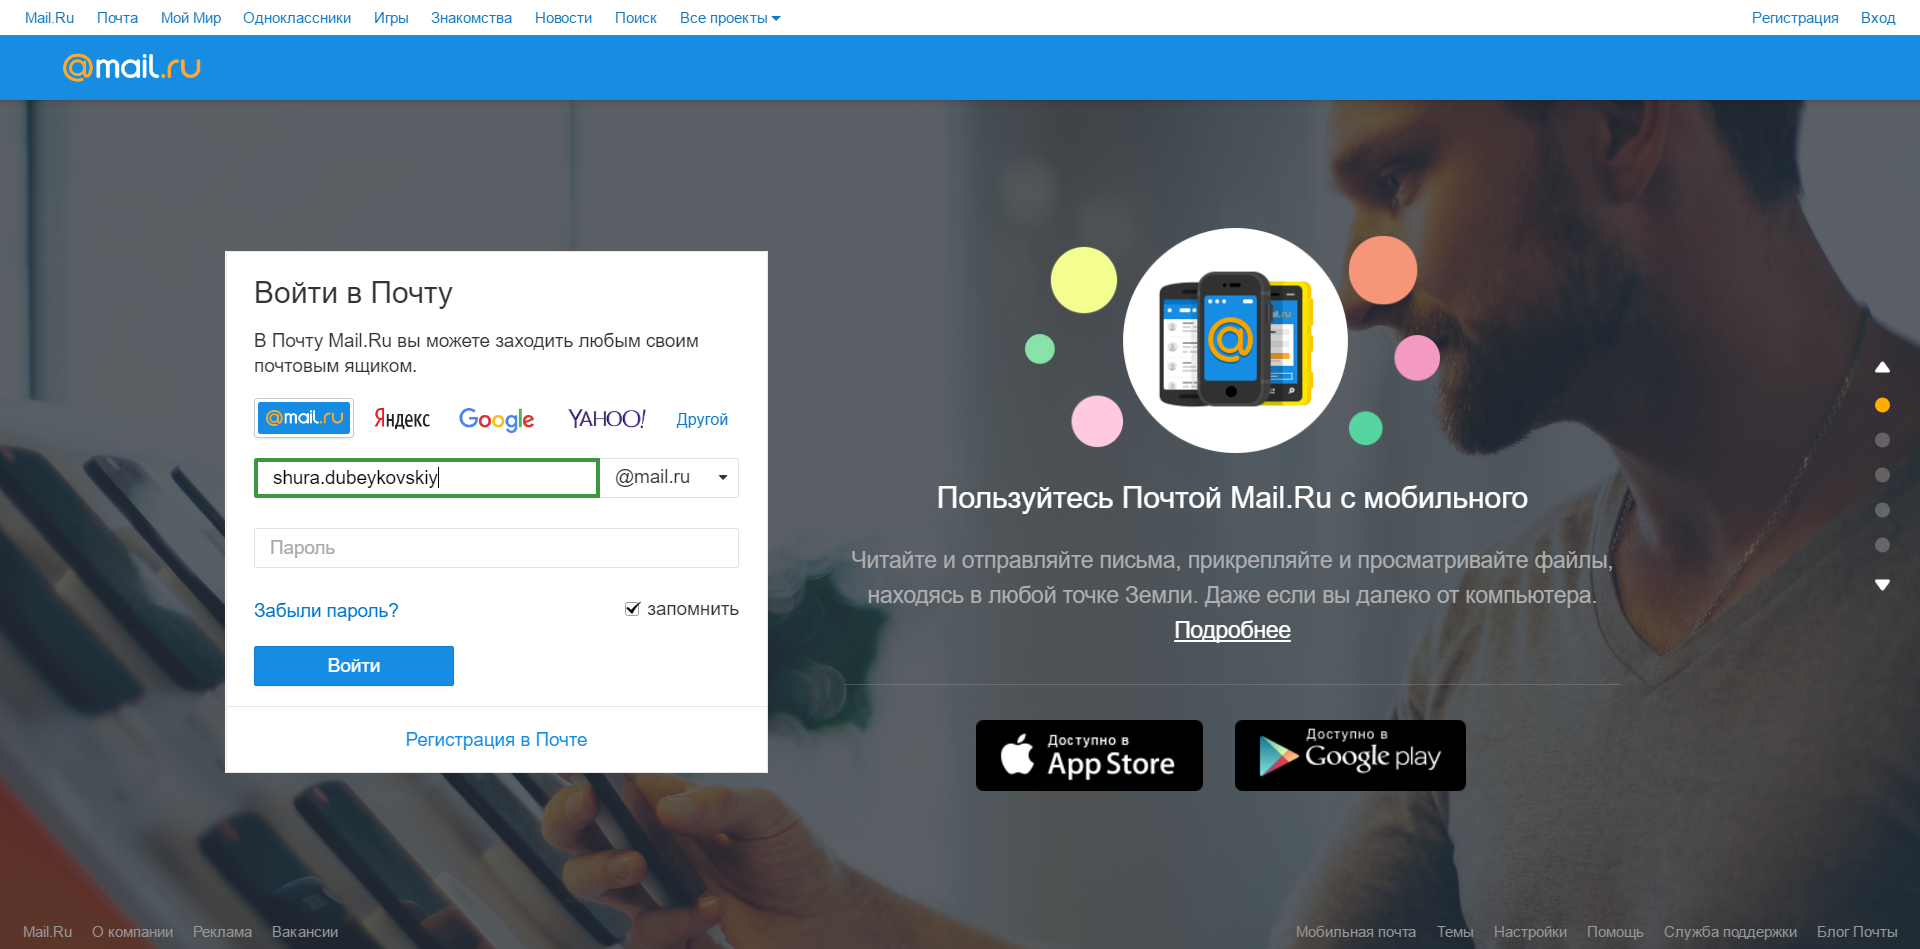 Mail.Ru Почта Мой Мир Одноклассники Игры Знакомства Новости Поиск Все проекты Регистрация Вход
@mail.ru
Войти в Почту
В Почту Mail.Ru вы можете заходить любым своим
почтовым ящиком.
@mail.ru Яндекс Google YAHOO! Другой
shura.dubeykovskiy @mail.ru
Пароль
Забыли пароль? запомнить
Войти
Регистрация в Почте
Пользуйтесь Почтой Mail.Ru с мобильного
Читайте и отправляйте письма, прикрепляйте и просматривайте файлы,
находясь в любой точке Земли. Даже если вы далеко от компьютера.
Подробнее
Доступно в
App Store
Доступно в
Google play
Mail.Ru О компании Реклама Вакансии Мобильная почта Темы Настройки Помощь Служба поддержки Блог Почты